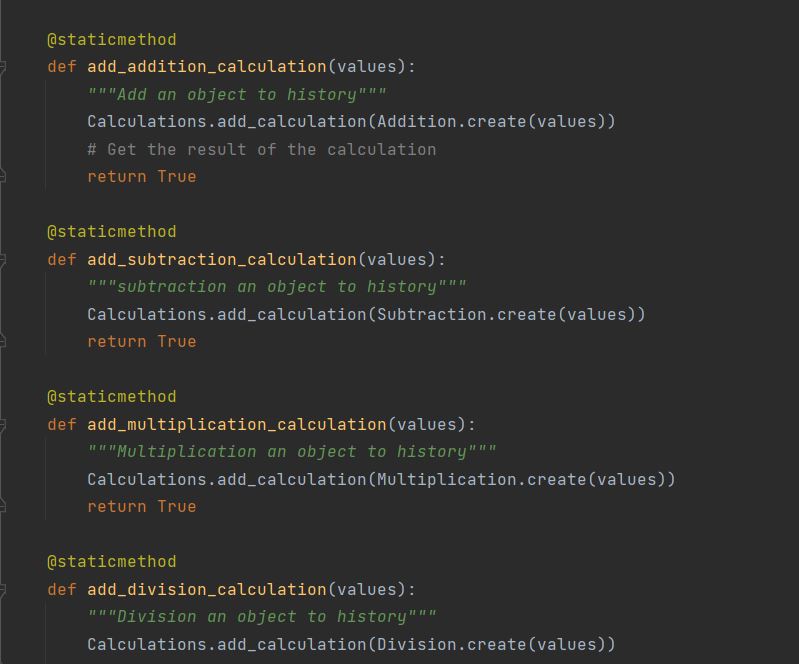 @staticmethod
def add_addition_calculation(values):
    """Add an object to history"""
    Calculations.add_calculation(Addition.create(values))
    # Get the result of the calculation
    return True
@staticmethod
def add_subtraction_calculation(values):
    """subtraction an object to history"""
    Calculations.add_calculation(Subtraction.create(values))
    return True
@staticmethod
def add_multiplication_calculation(values):
    """Multiplication an object to history"""
    Calculations.add_calculation(Multiplication.create(values))
    return True
@staticmethod
def add_division_calculation(values):
    """Division an object to history"""
    Calculations.add_calculation(Division.create(values))